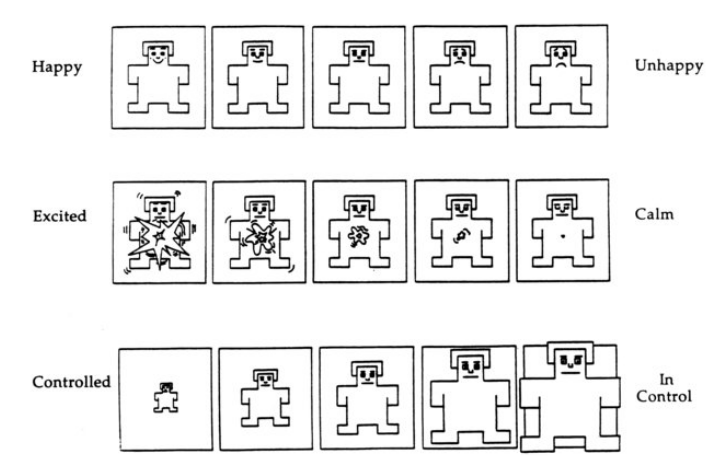 Happy
Unhappy
Excited
Calm
Controlled
In
Control